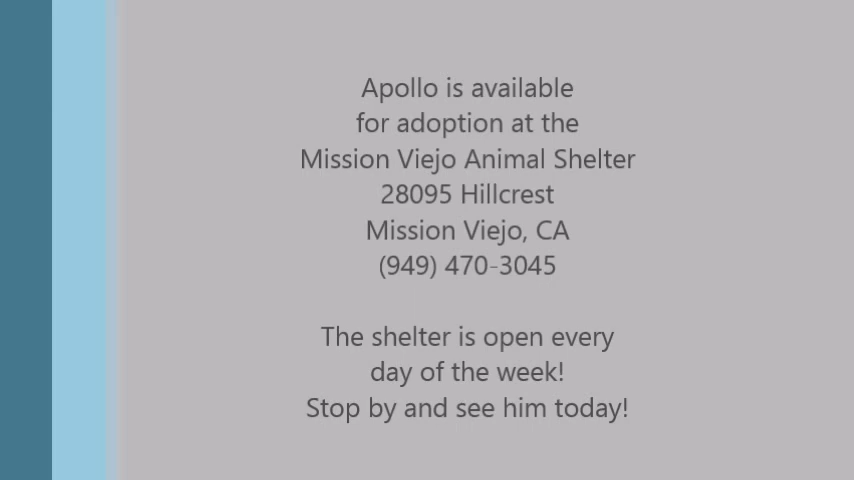 Apollo is available
for adoption at the
Mission Viejo Animal Shelter
28095 Hillcrest
Mission Viejo, CA
(949) 470-3045
The shelter is open every
day of the week!
Stop by and see him today!